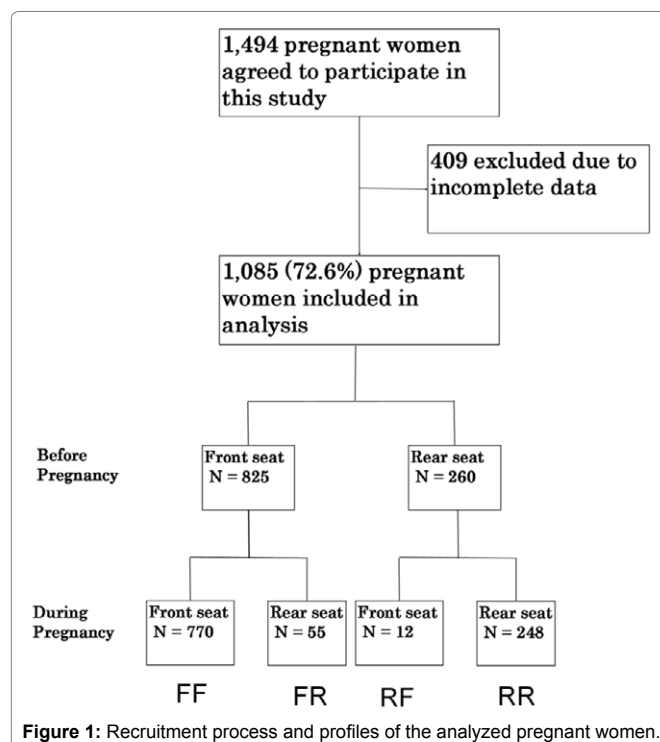 1,494 pregnant women
agreed to participate in
this study
409 excluded due to
incomplete data
1,085 (72.6%) pregnant
women included in
analysis
Before
Pregnancy
Front seat
N = 825
Rear seat
N = 260
During
Pregnancy
Front seat
N = 770
Rear seat
N = 55
Front seat
N = 12
Rear seat
N = 248
FF
FR
RF
RR
Figure 1: Recruitment process and profiles of the analyzed pregnant women.